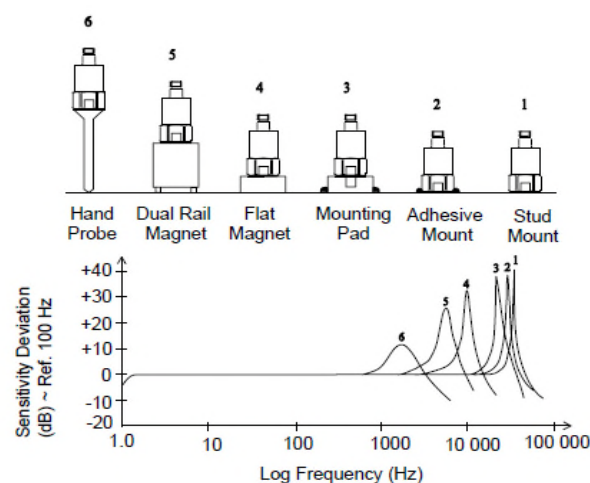 6
5
4
3
2
1
Hand Probe
Dual Rail Magnet
Flat Magnet
Mounting Pad
Adhesive Mount
Stud Mount
Sensitivity Deviation
(dB) ~ Ref. 100 Hz
+40
+30
+20
+10
0
-10
-20
6
5
4
3
2
1
1.0
10
100
1000
10 000
100 000
Log Frequency (Hz)